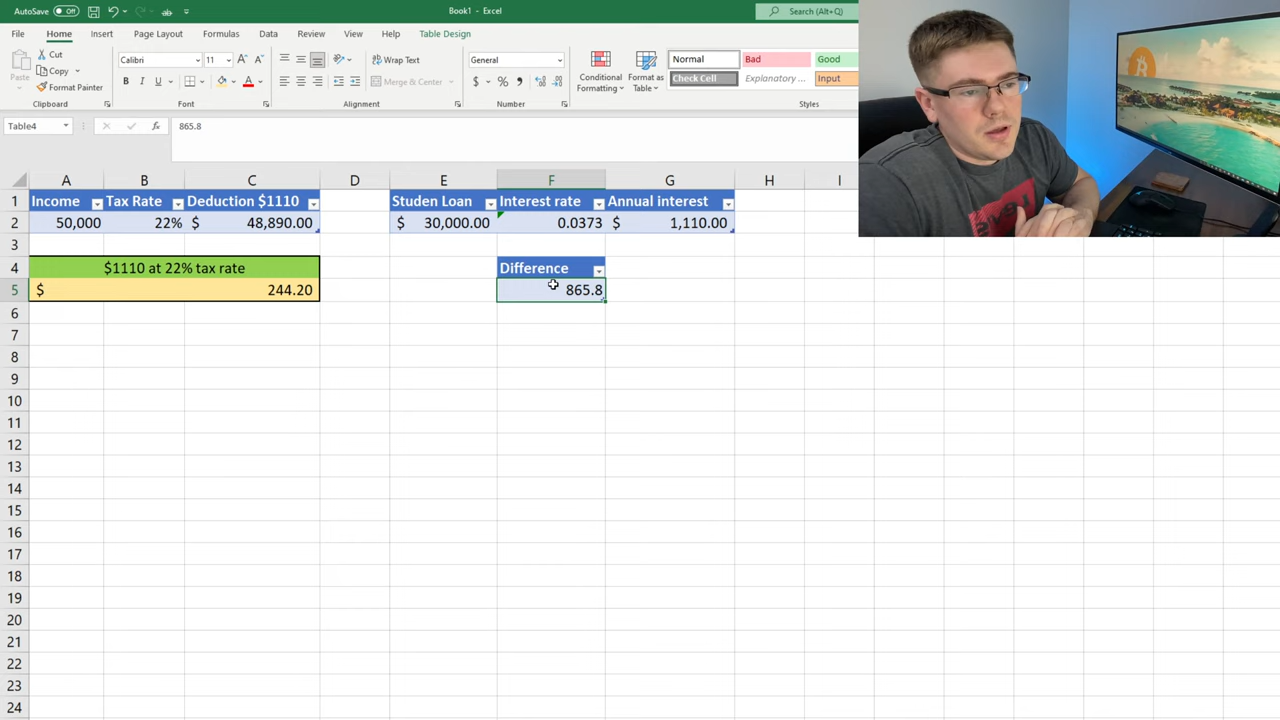 AutoSave Off
Book1 - Excel
Search (Alt+Q)
File Home Insert Page Layout Formulas Data Review View Help Table Design
Paste
Cut
Copy
Format Painter
Clipboard
Calibri 11
B I U
Font
Wrap Text
Merge & Center
Alignment
General
$ % 9
Number
Conditional Formatting
Format as Table
Normal Bad Good
Check Cell Explanatory ... Input
Styles
Table4 fx 865.8
A B C D E F G H I
1 Income Tax Rate Deduction $1110 Studen Loan Interest rate Annual interest
2 50,000 22% $ 48,890.00 $ 30,000.00 0.0373 $ 1,110.00
3
4 $1110 at 22% tax rate Difference
5 $ 244.20 865.8
6
7
8
9
10
11
12
13
14
15
16
17
18
19
20
21
22
23
24